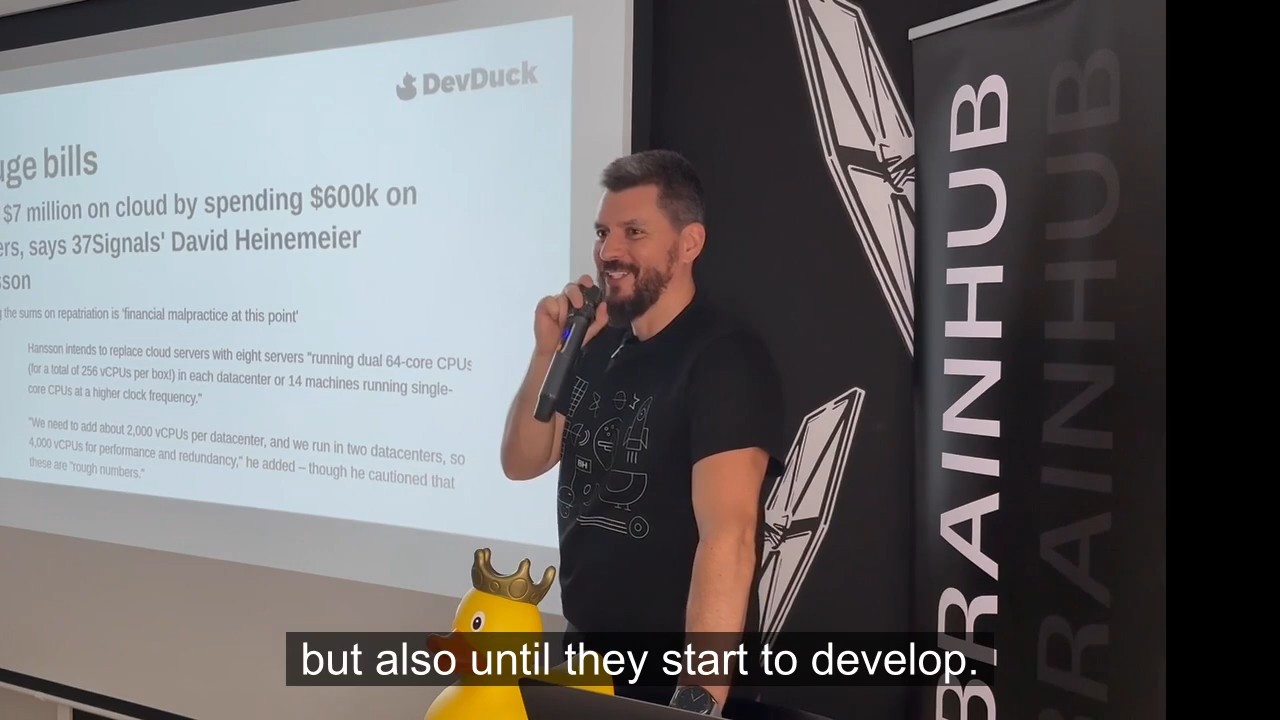 DevDuck
uge bills
$7 million on cloud by spending $600k on
ers, says 37Signals' David Heinemeier
sson
g the sums on repatriation is 'financial malpractice at this point'
Hansson intends to replace cloud servers with eight servers "running dual 64-core CPUs
(for a total of 256 vCPUs per box!) in each datacenter or 14 machines running single-
core CPUs at a higher clock frequency."
"We need to add about 2,000 vCPUs per datacenter, and we run in two datacenters, so
4,000 vCPUs for performance and redundancy," he added – though he cautioned that
these are "rough numbers."
BH
BRAINHUB
BRAINHUB
but also until they start to develop.